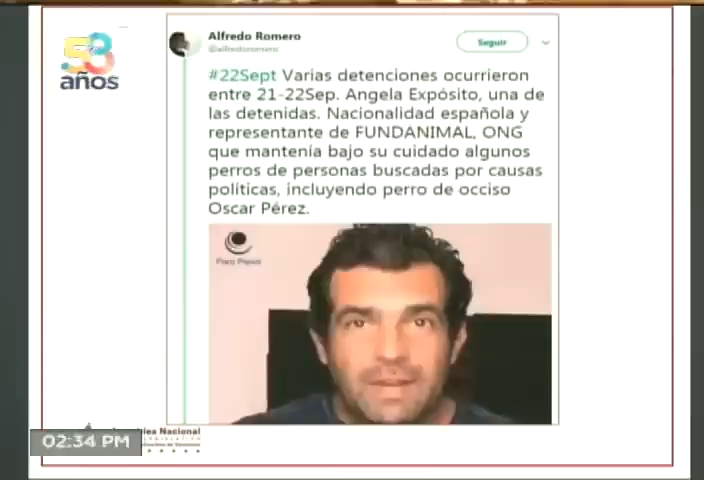 53
años
Alfredo Romero
@alfredoromero
Seguir
#22Sept Varias detenciones ocurrieron
entre 21-22Sep. Angela Expósito, una de
las detenidas. Nacionalidad española y
representante de FUNDANIMAL, ONG
que mantenía bajo su cuidado algunos
perros de personas buscadas por causas
políticas, incluyendo perro de occiso
Oscar Pérez.
Nacional
02:34 PM